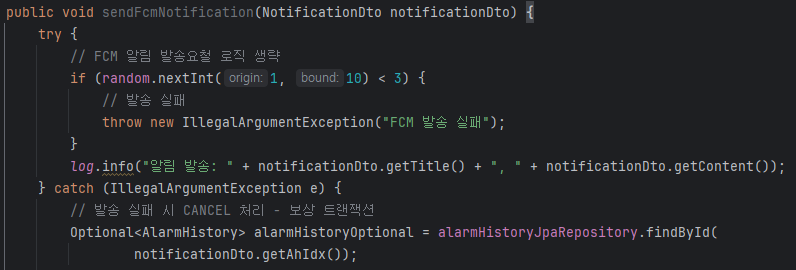 public void sendFcmNotification(NotificationDto notificationDto) {
try {
// FCM 알림 발송요철 로직 생략
if (random.nextInt( origin: 1, bound: 10) < 3) {
// 발송 실패
throw new IllegalArgumentException("FCM 발송 실패");
}
log.info("알림 발송: " + notificationDto.getTitle() + ", " + notificationDto.getContent());
} catch (IllegalArgumentException e) {
// 발송 실패 시 CANCEL 처리 - 보상 트랜잭션
Optional<AlarmHistory> alarmHistoryOptional = alarmHistoryJpaRepository.findById(
notificationDto.getAhIdx());